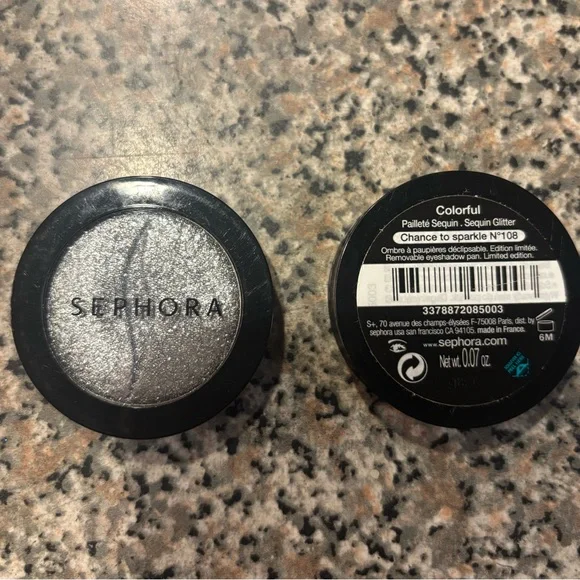 SEPHORA
Colorful
Pailleté Sequin . Sequin Glitter
Chance to sparkle N°108
Ombre à paupières déclipsable. Edition limitée.
Removable eyeshadow pan. Limited edition.
3378872085003
S+, 70 avenue des champs-élysées F-75008 Paris. dist. by
sephora usa san francisco CA 94105. made in France.
www.sephora.com
6M
Net wt. 0.07 oz.